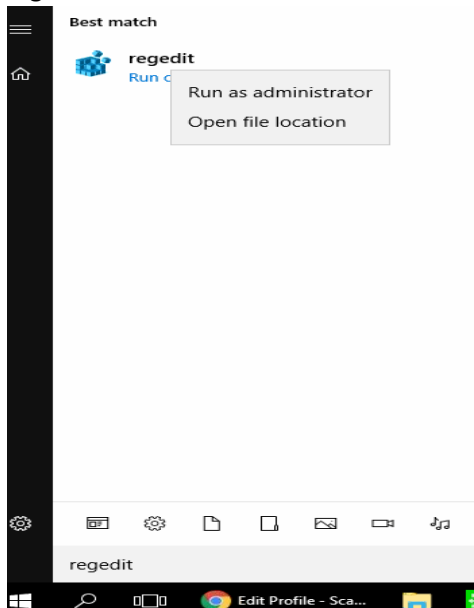 Best match
regedit
Run c
Run as administrator
Open file location
regedit
Edit Profile - Sca...